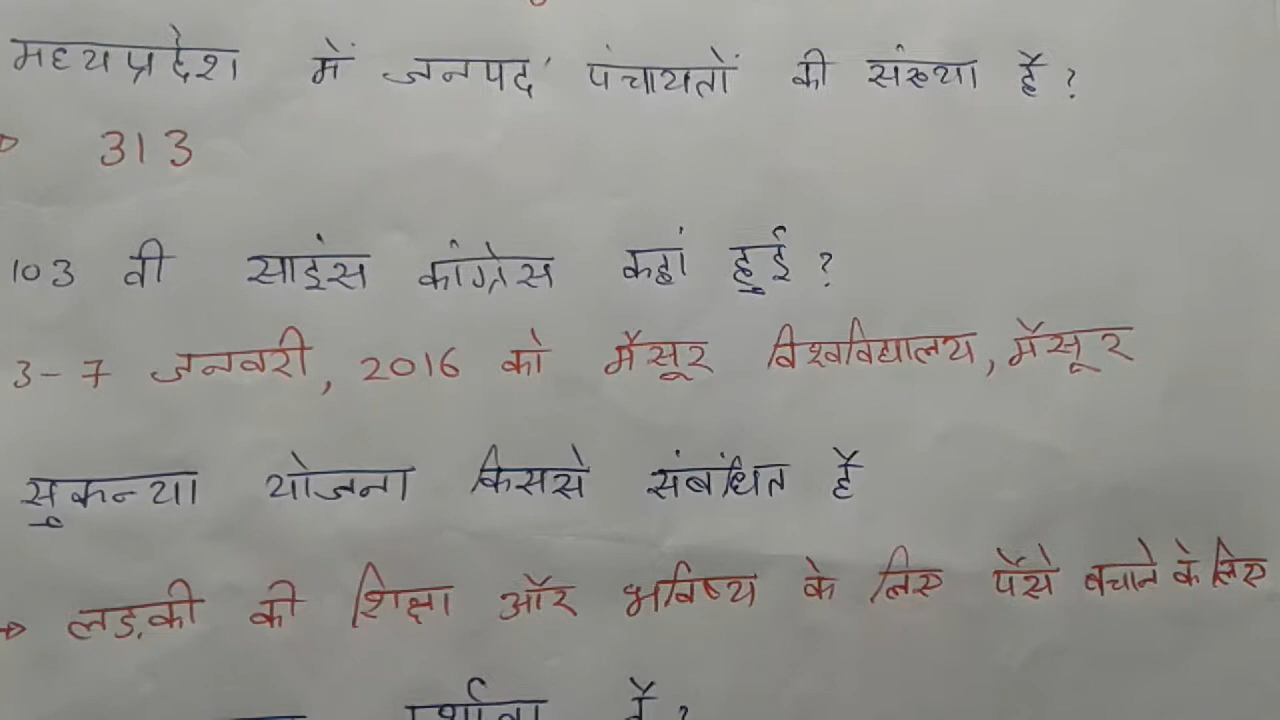 मध्यप्रदेश में जनपद पंचायतों की संख्या है ?
313
103 वी साइंस कांग्रेस कहां हुई ?
3-7 जनवरी, 2016 को मैसूर विश्वविद्यालय, मैसूर
सुकन्या योजना किससे संबंधित है
→ लड़की की शिक्षा और भविष्य के लिए पैसे बचाने के लिए
है ?